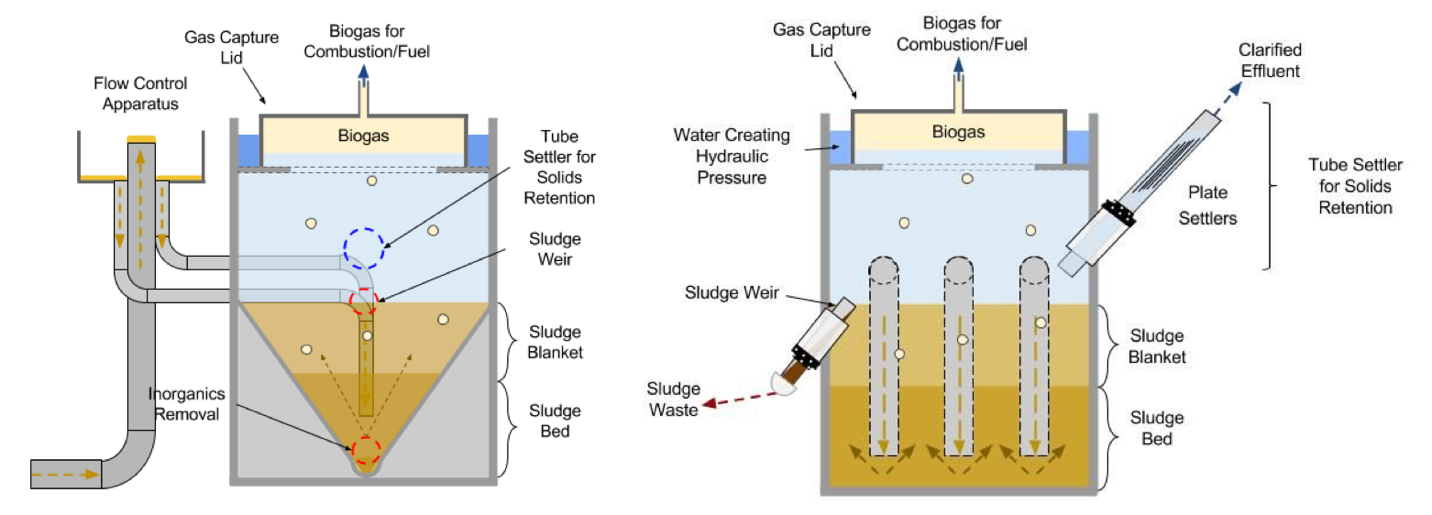 Gas Capture
Lid
Biogas for
Combustion/Fuel
Flow Control
Apparatus
Biogas
Tube
Settler for
Solids
Retention
Sludge
Weir
Sludge
Blanket
Inorganics
Removal
Sludge
Bed
Gas Capture
Lid
Biogas for
Combustion/Fuel
Clarified
Effluent
Water Creating
Hydraulic
Pressure
Biogas
Plate
Settlers
Tube Settler
for Solids
Retention
Sludge Weir
Sludge
Blanket
Sludge
Waste
Sludge
Bed